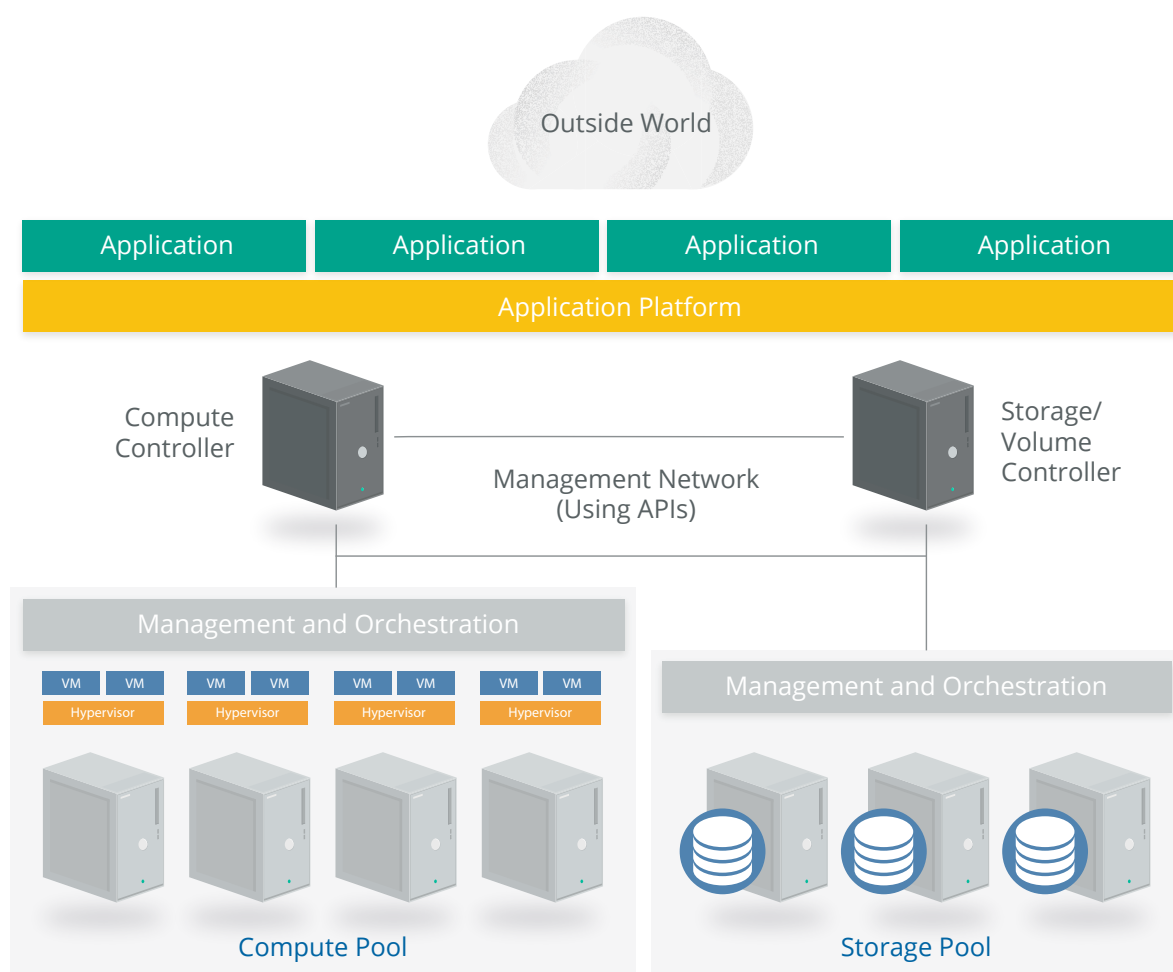 Outside World
Application Application Application Application
Application Platform
Compute
Controller
Storage/
Volume
Controller
Management Network
(Using APIs)
Management and Orchestration
VM VM VM VM VM VM VM VM
Hypervisor Hypervisor Hypervisor Hypervisor
Compute Pool
Management and Orchestration
Storage Pool